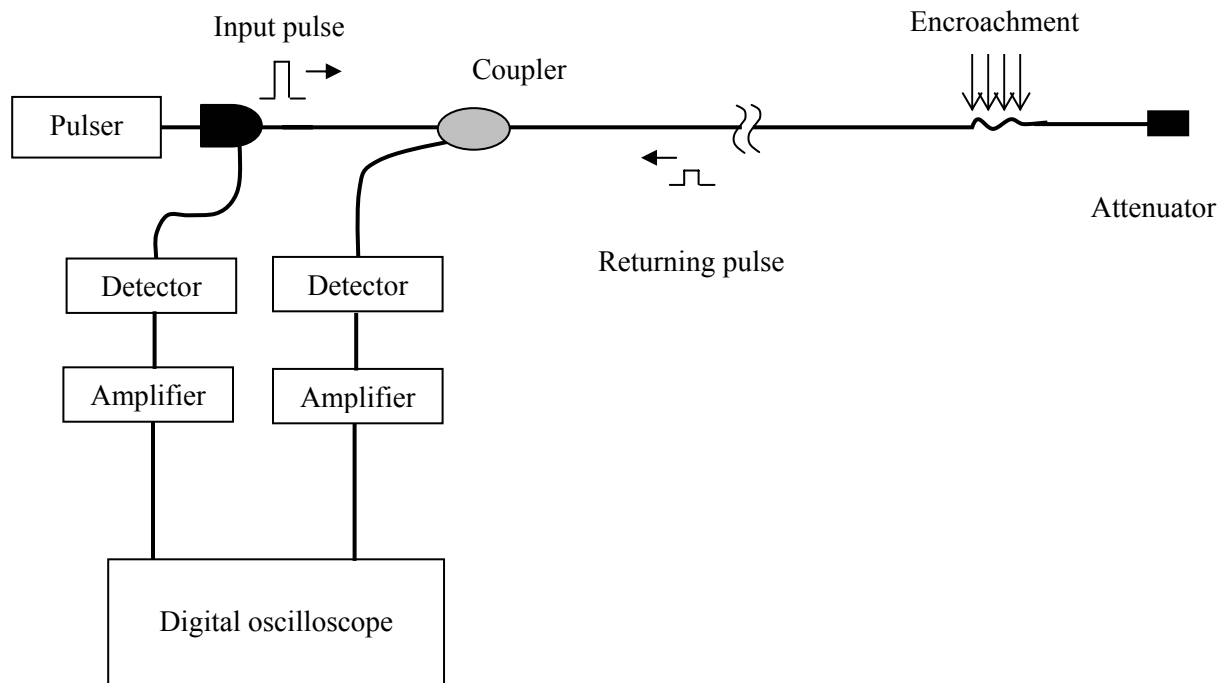 Input pulse
Encroachment
Coupler
Pulser
Attenuator
Returning pulse
Detector
Detector
Amplifier
Amplifier
Digital oscilloscope